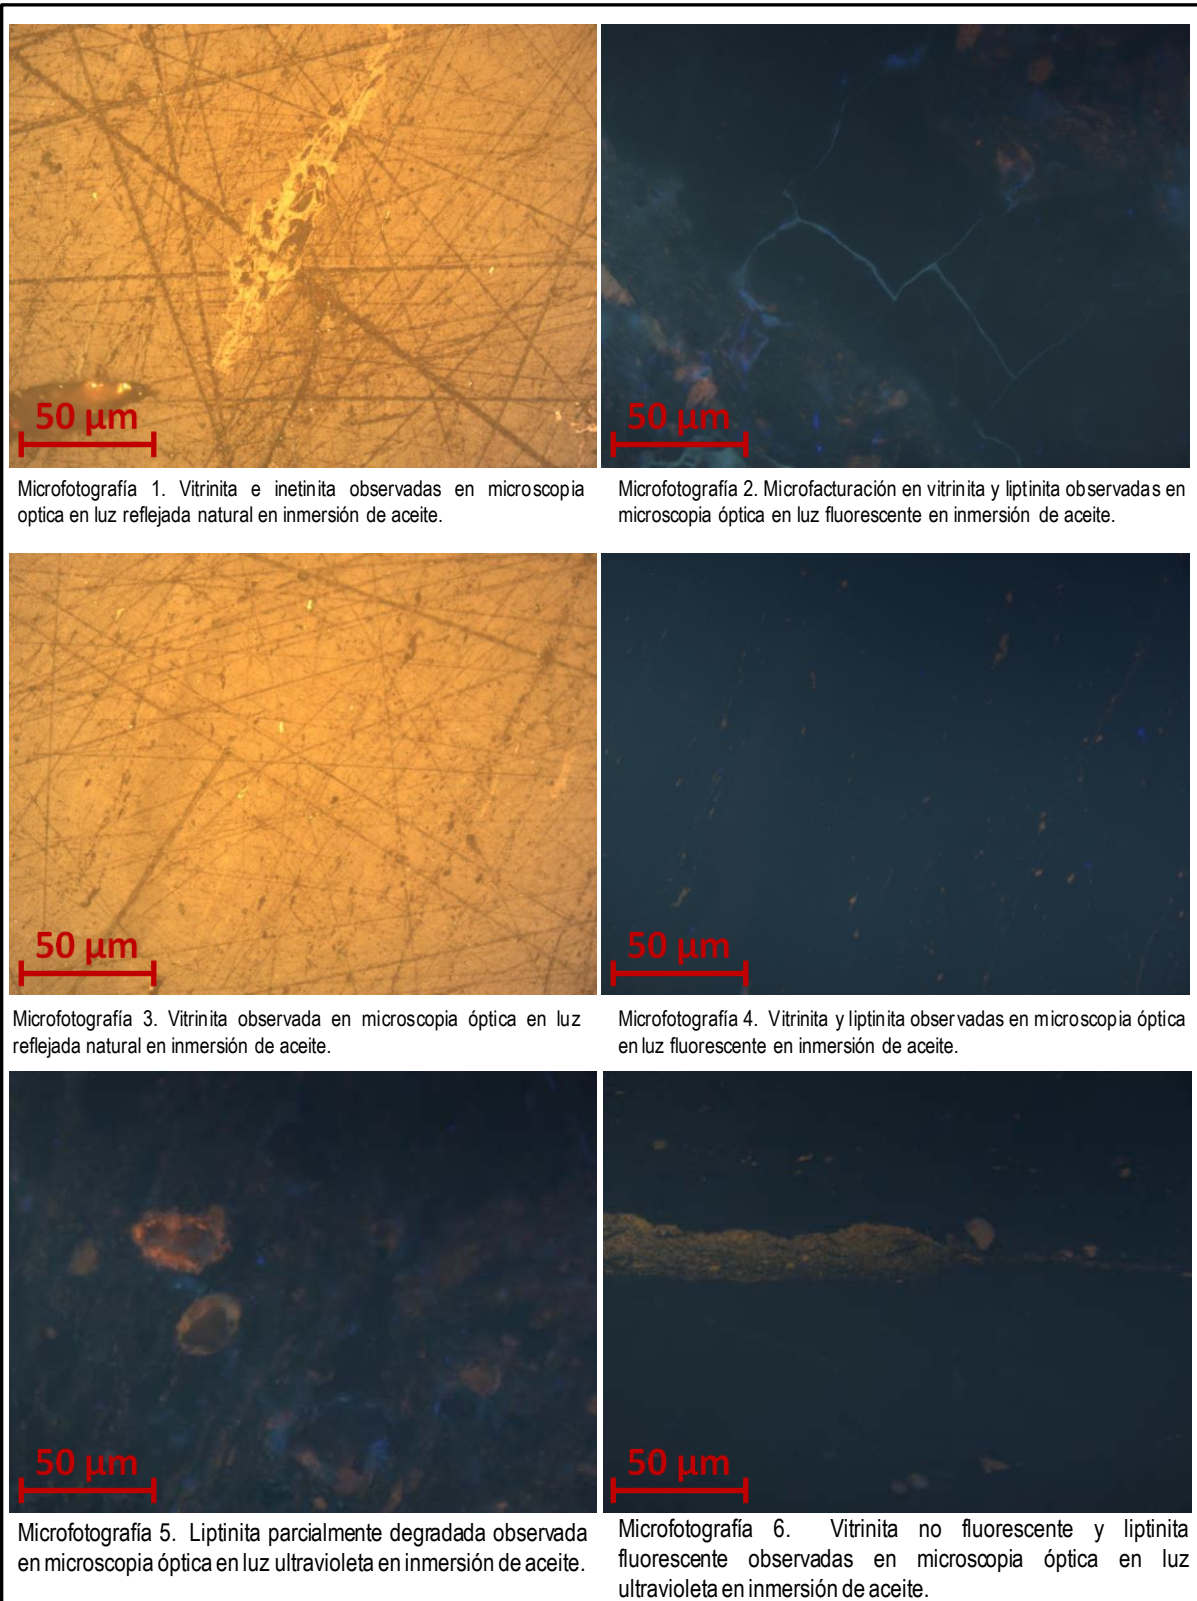 50 µm
50 µm
Microfotografía 1. Vitrinita e inetinita observadas en microscopia
optica en luz reflejada natural en inmersión de aceite.
Microfotografía 2. Microfacturación en vitrinita y liptinita observadas en
microscopia óptica en luz fluorescente en inmersión de aceite.
50 µm
50 µm
Microfotografía 3. Vitrinita observada en microscopia óptica en luz
reflejada natural en inmersión de aceite.
Microfotografía 4. Vitrinita y liptinita observadas en microscopia óptica
en luz fluorescente en inmersión de aceite.
50 µm
50 µm
Microfotografía 5. Liptinita parcialmente degradada observada
en microscopia óptica en luz ultravioleta en inmersión de aceite.
Microfotografía 6. Vitrinita no fluorescente y liptinita
fluorescente observadas en microscopia óptica en luz
ultravioleta en inmersión de aceite.